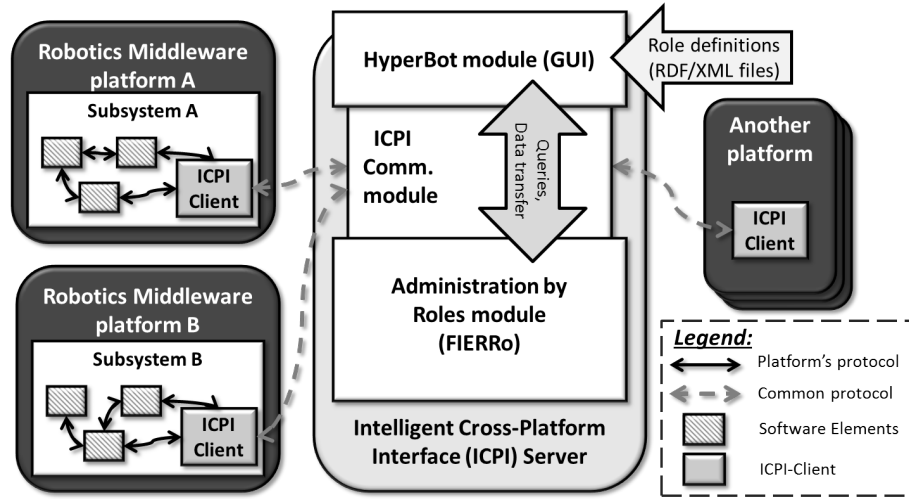 Robotics Middleware
platform A
Subsystem A
ICPI
Client
Robotics Middleware
platform B
Subsystem B
ICPI
Client
HyperBot module (GUI)
ICPI
Comm.
module
Queries,
Data transfer
Administration by
Roles module
(FIERRo)
Intelligent Cross-Platform
Interface (ICPI) Server
Role definitions
(RDF/XML files)
Another
platform
ICPI
Client
Legend:
Platform's protocol
Common protocol
Software Elements
ICPI-Client